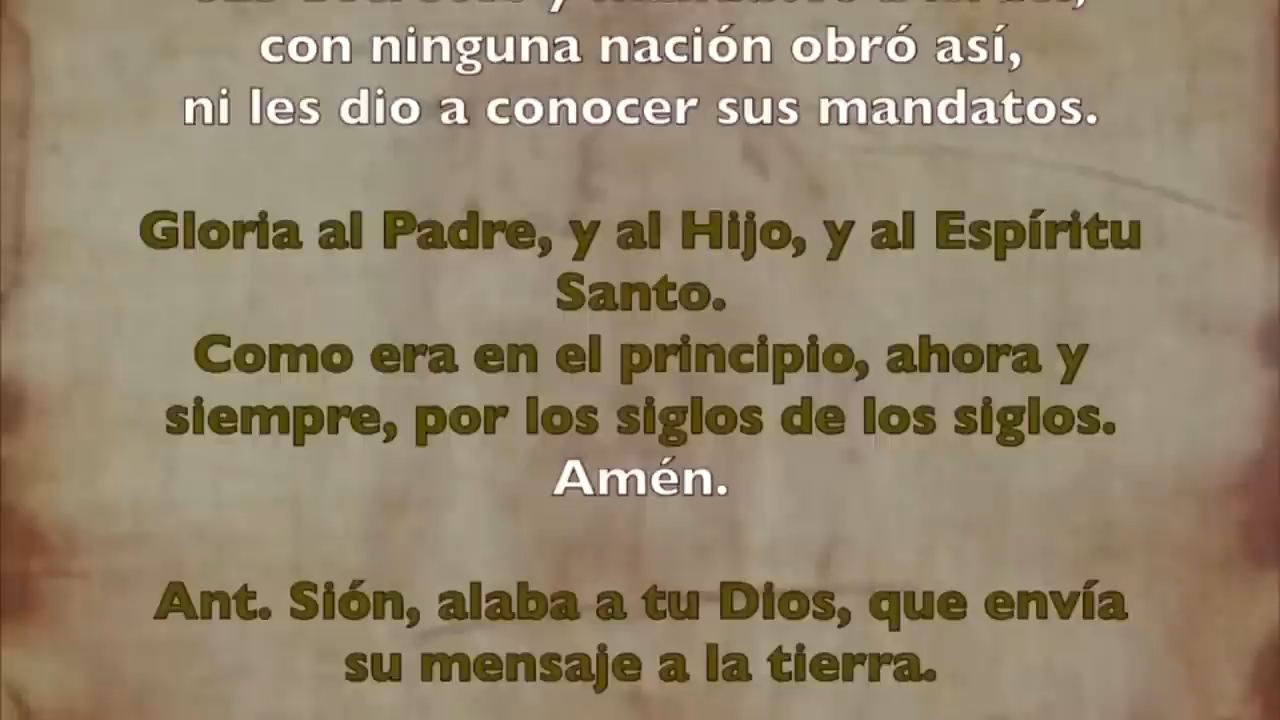 con ninguna nación obró así,
ni les dio a conocer sus mandatos.
Gloria al Padre, y al Hijo, y al Espíritu
Santo.
Como era en el principio, ahora y
siempre, por los siglos de los siglos.
Amén.
Ant. Sión, alaba a tu Dios, que envía
su mensaje a la tierra.